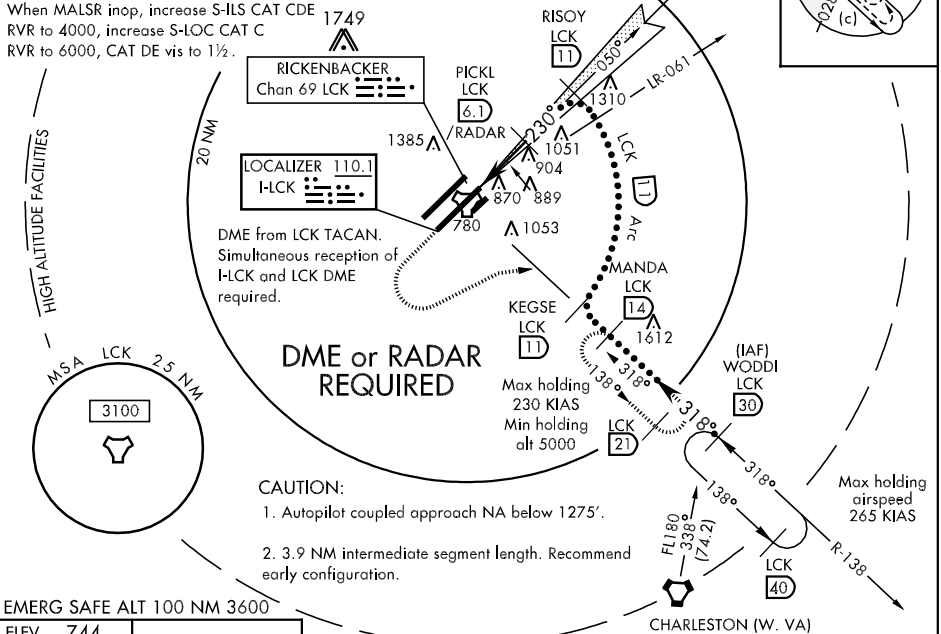 When MALSR inop, increase S-ILS CAT CDE
RVR to 4000, increase S-LOC CAT C
RVR to 6000, CAT DE vis to 1½.
1749
RICKENBACKER
Chan 69 LCK
PICKL
LCK
6.1
/RADAR
RISOY
LCK
11
050°
LR-061
1310
230°
1051
(c)
028°
20 NM
1385
904
LOCALIZER 110.1
I-LCK
870
889
780
1053
LCK
11
Arc
HIGH ALTITUDE FACILITIES
DME from LCK TACAN.
Simultaneous reception of
I-LCK and LCK DME
required.
MANDA
LCK
14
1612
KEGSE
LCK
11
DME or RADAR
REQUIRED
MSA LCK 25 NM
3100
318°
138°
Max holding
230 KIAS
Min holding
alt 5000
LCK
21
(IAF)
WODDI
LCK
30
318°
318°
138°
Max holding
airspeed
265 KIAS
R-138
LCK
40
FL180
338°
(74.2)
CHARLESTON (W. VA)
CAUTION:
1. Autopilot coupled approach NA below 1275'.
2. 3.9 NM intermediate segment length. Recommend
early configuration.
EMERG SAFE ALT 100 NM 3600
ELEV 744